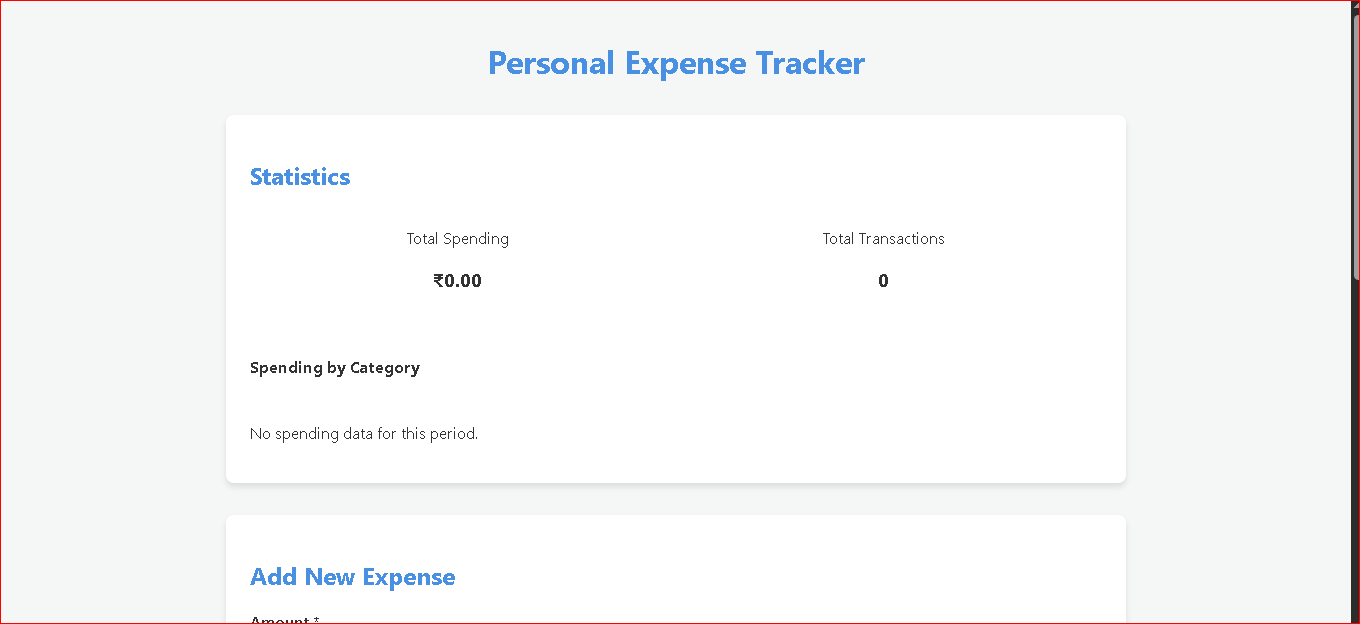 Personal Expense Tracker
Statistics
Total Spending
Total Transactions
₹0.00
0
Spending by Category
No spending data for this period.
Add New Expense
Amount *